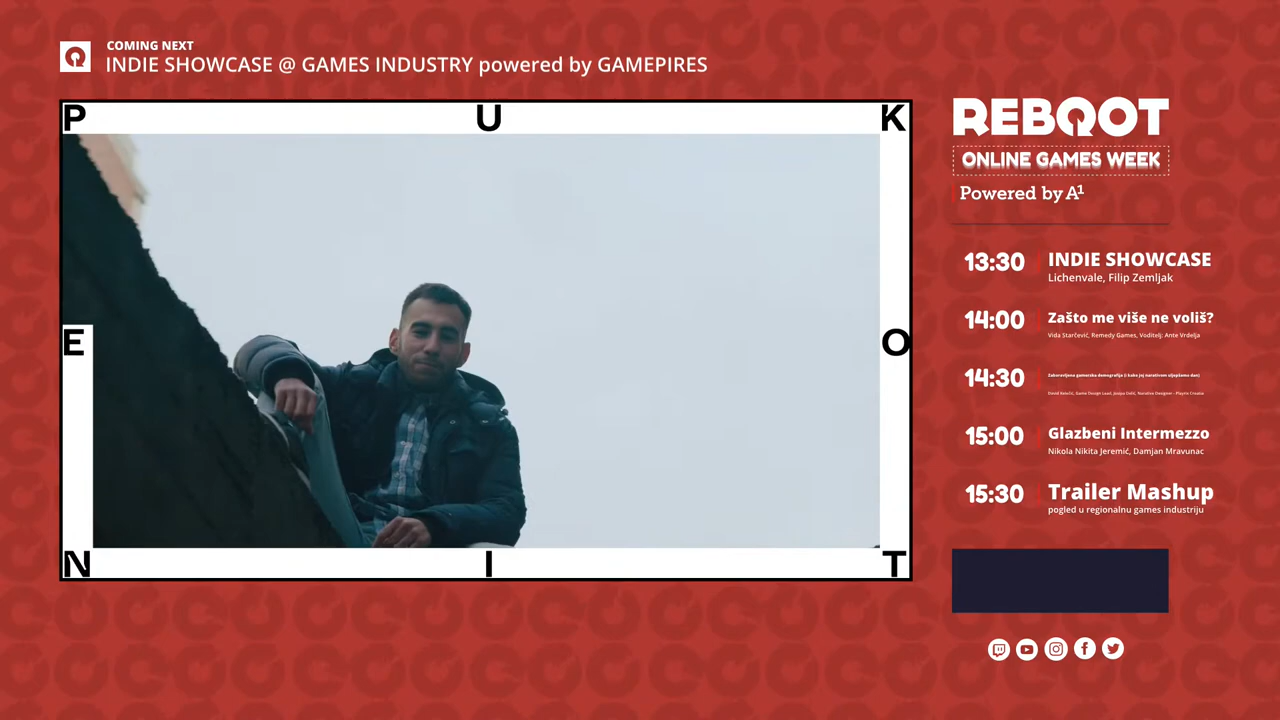 COMING NEXT
INDIE SHOWCASE @ GAMES INDUSTRY powered by GAMEPIRES
P U K
E O
N I T
REBOOT
ONLINE GAMES WEEK
Powered by A1
13:30 INDIE SHOWCASE
Lichenvale, Filip Zemljak
14:00 Zašto me više ne voliš?
Vida Starčević, Remedy Games, Voditelj: Ante Vrdelja
14:30
15:00 Glazbeni Intermezzo
Nikola Nikita Jeremić, Damjan Mravunac
15:30 Trailer Mashup
pogled u regionalnu games industriju